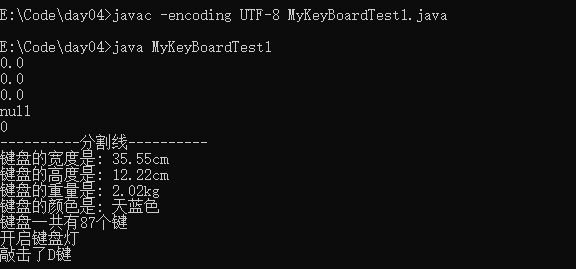 E:\Code\day04>javac -encoding UTF-8 MyKeyBoardTest1.java
E:\Code\day04>java MyKeyBoardTest1
0.0
0.0
0.0
null
0
----------分割线----------
键盘的宽度是: 35.55cm
键盘的高度是: 12.22cm
键盘的重量是: 2.02kg
键盘的颜色是: 天蓝色
键盘一共有87个键
开启键盘灯
敲击了D键